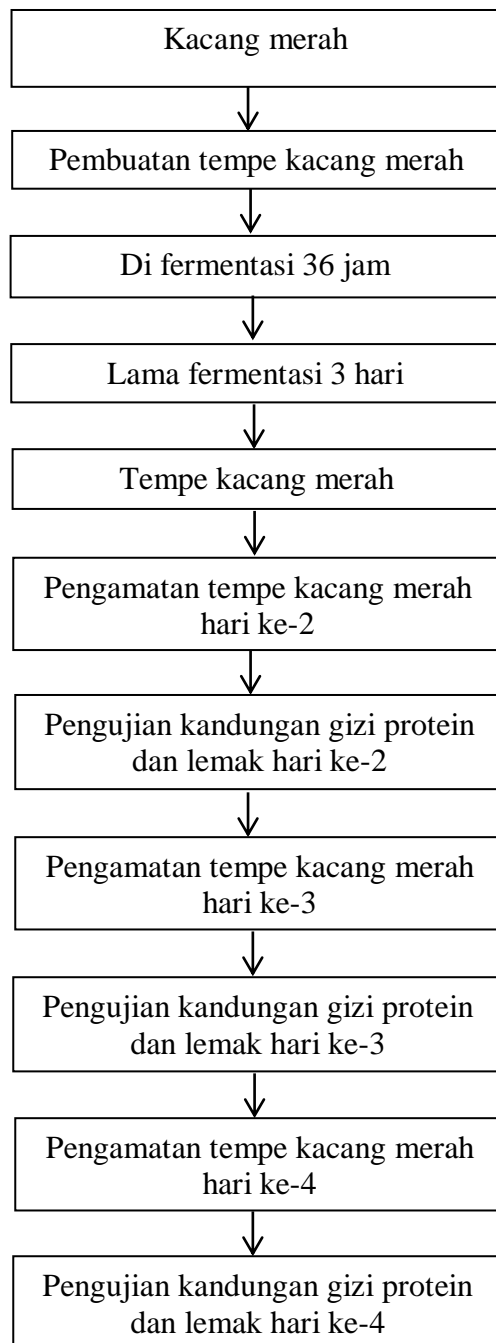 Kacang merah
Pembuatan tempe kacang merah
Di fermentasi 36 jam
Lama fermentasi 3 hari
Tempe kacang merah
Pengamatan tempe kacang merah
hari ke-2
Pengujian kandungan gizi protein
dan lemak hari ke-2
Pengamatan tempe kacang merah
hari ke-3
Pengujian kandungan gizi protein
dan lemak hari ke-3
Pengamatan tempe kacang merah
hari ke-4
Pengujian kandungan gizi protein
dan lemak hari ke-4